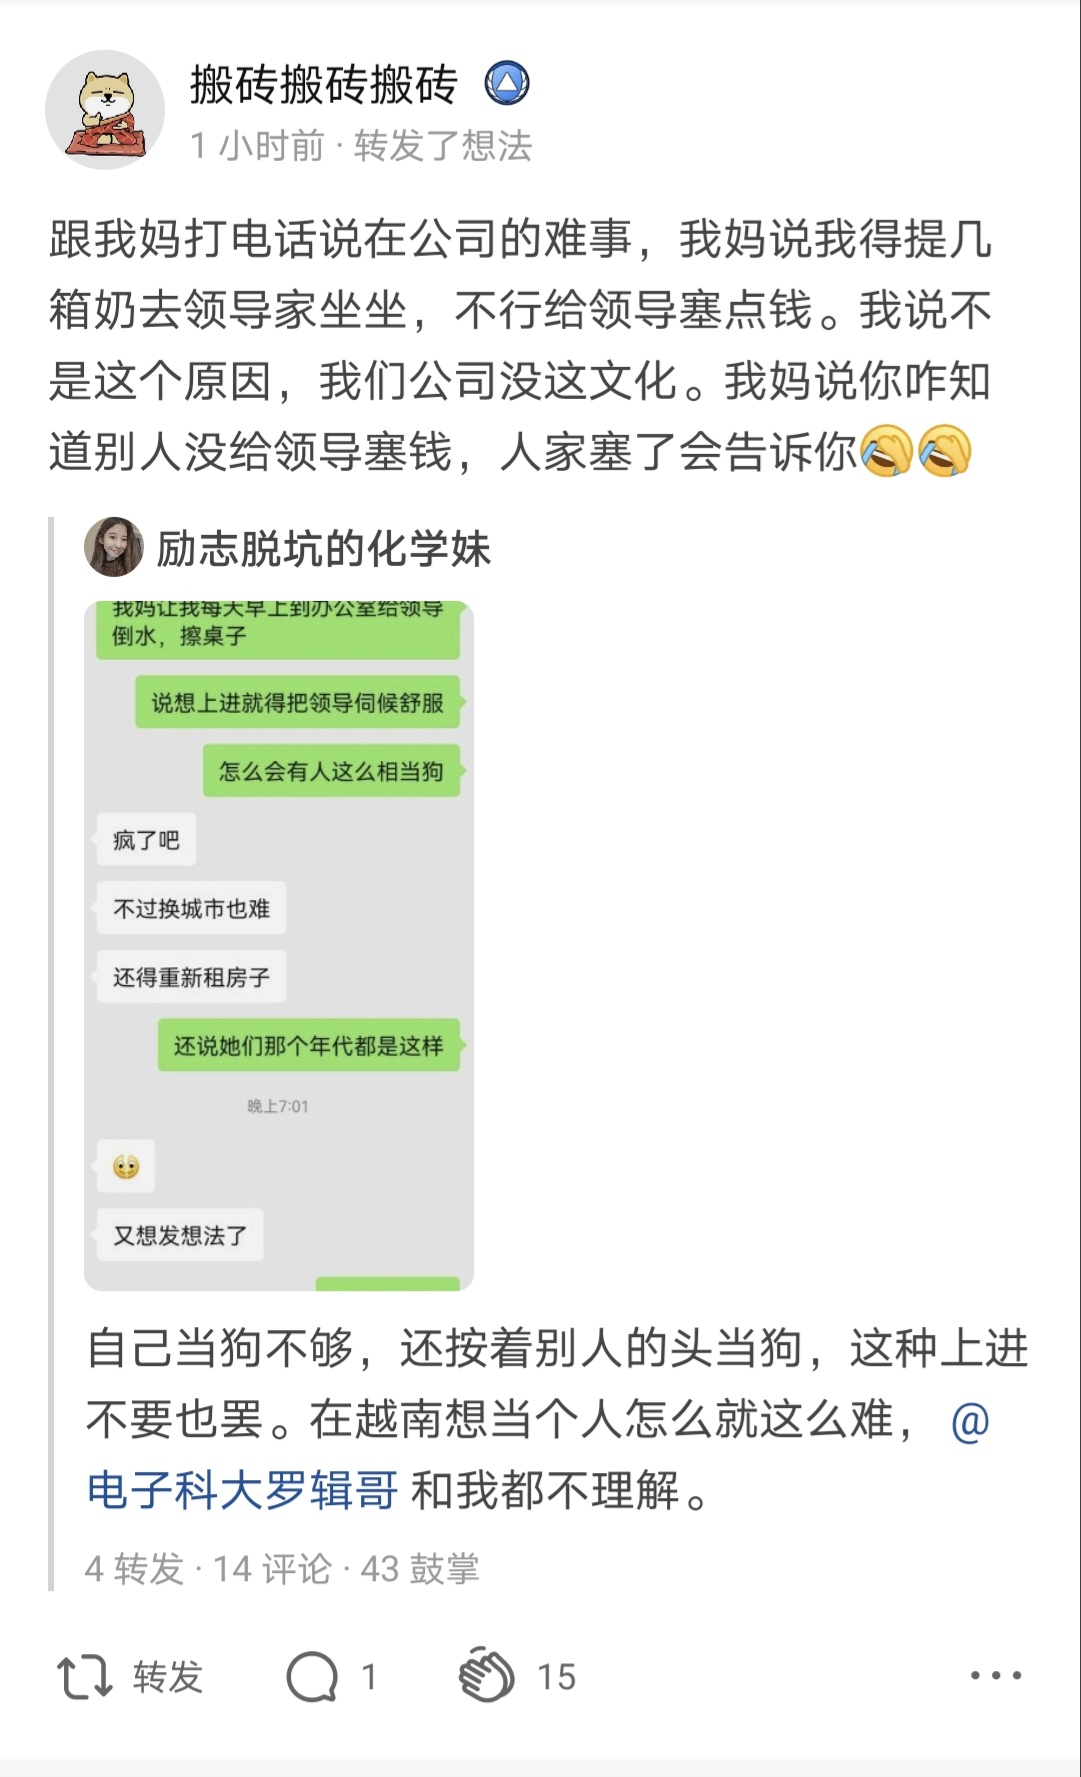 搬砖搬砖搬砖
1 小时前 · 转发了想法
跟我妈打电话说在公司的难事，我妈说我得提几
箱奶去领导家坐坐，不行给领导塞点钱。我说不
是这个原因，我们公司没这文化。我妈说你咋知
道别人没给领导塞钱，人家塞了会告诉你🤣🤣
励志脱坑的化学妹
我妈让我每天早上到办公室给领导
倒水，擦桌子
说想上进就得把领导伺候舒服
怎么会有人这么相当狗
疯了吧
不过换城市也难
还得重新租房子
还说她们那个年代都是这样
晚上7:01
又想发想法了
自己当狗不够，还按着别人的头当狗，这种上进
不要也罢。在越南想当个人怎么就这么难，@
电子科大罗辑哥 和我都不理解。
4 转发 · 14 评论 · 43 鼓掌
转发 1 15